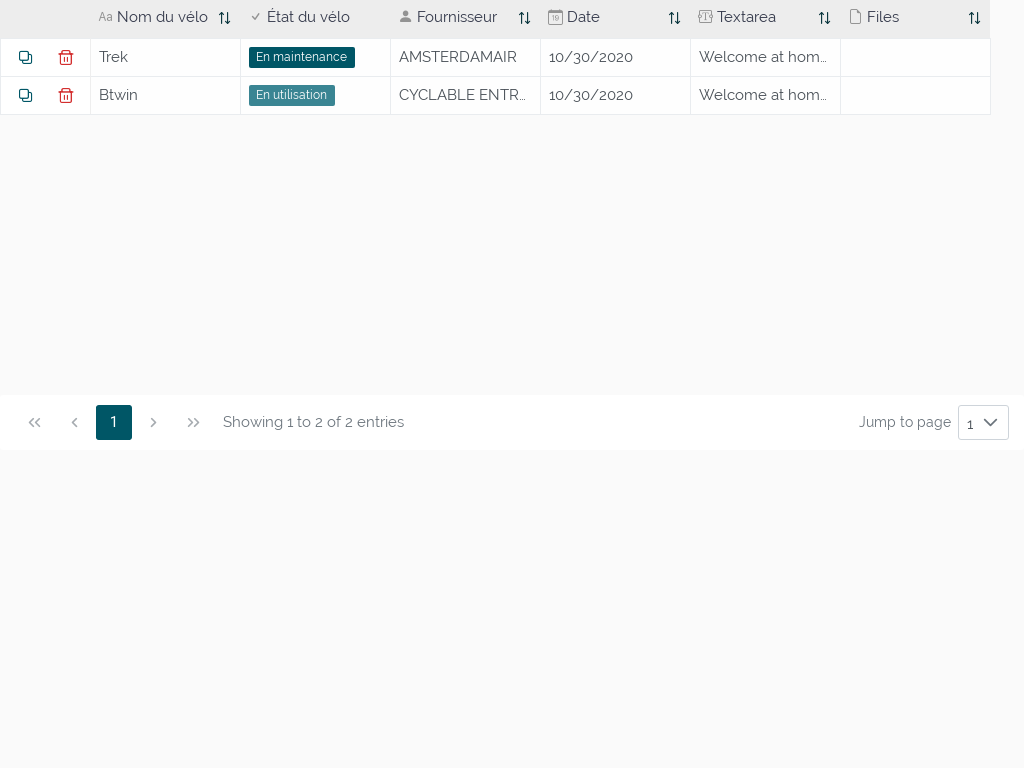 Aa Nom du vélo État du vélo Fournisseur 19 Date Textarea Files
Trek En maintenance AMSTERDAMAIR 10/30/2020 Welcome at hom…
Btwin En utilisation CYCLABLE ENTR… 10/30/2020 Welcome at hom…
1 Showing 1 to 2 of 2 entries Jump to page 1